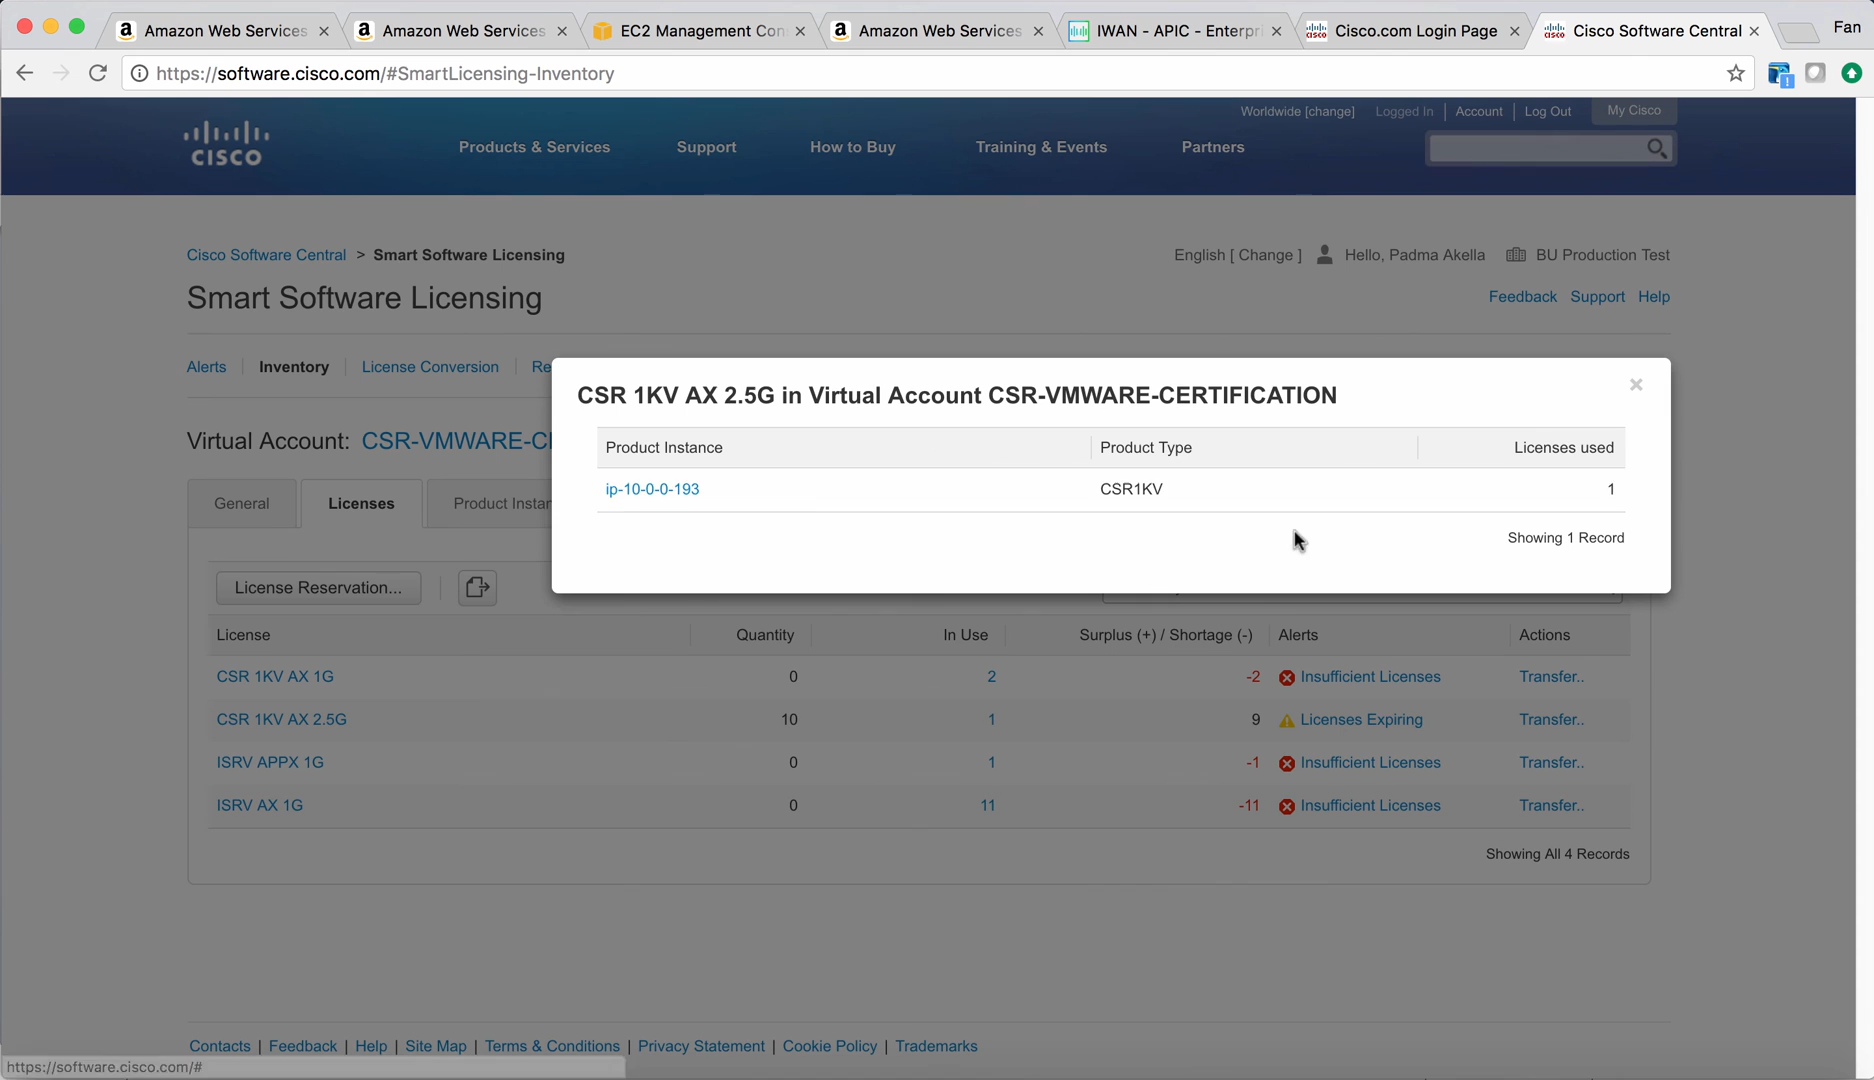 Amazon Web Services
Amazon Web Services
EC2 Management Con
Amazon Web Services
IWAN - APIC - Enterpri
Cisco.com Login Page
Cisco Software Central
Fan
https://software.cisco.com/#SmartLicensing-Inventory
Worldwide [change]
Logged In
Account
Log Out
My Cisco
CISCO
Products & Services
Support
How to Buy
Training & Events
Partners
Cisco Software Central > Smart Software Licensing
English [ Change ]
Hello, Padma Akella
BU Production Test
Smart Software Licensing
Feedback Support Help
Alerts
Inventory
License Conversion
Re
CSR 1KV AX 2.5G in Virtual Account CSR-VMWARE-CERTIFICATION
Product Instance Product Type Licenses used
ip-10-0-0-193 CSR1KV 1
Showing 1 Record
Virtual Account: CSR-VMWARE-CE
General
Licenses
Product Instan
License Reservation...
License Quantity In Use Surplus (+) / Shortage (-) Alerts Actions
CSR 1KV AX 1G 0 2 -2 Insufficient Licenses Transfer..
CSR 1KV AX 2.5G 10 1 9 Licenses Expiring Transfer..
ISRV APPX 1G 0 1 -1 Insufficient Licenses Transfer..
ISRV AX 1G 0 11 -11 Insufficient Licenses Transfer..
Showing All 4 Records
Contacts | Feedback | Help | Site Map | Terms & Conditions | Privacy Statement | Cookie Policy | Trademarks
https://software.cisco.com/#